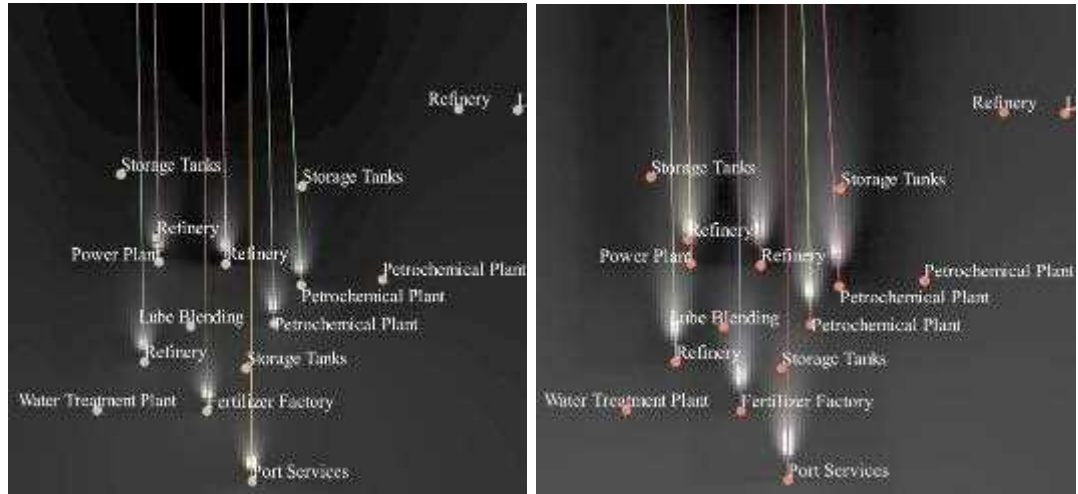 Refinery
Storage Tanks
Storage Tanks
Refinery
Power Plant
Refinery
Petrochemical Plant
Petrochemical Plant
Lube Blending
Petrochemical Plant
Refinery
Storage Tanks
Water Treatment Plant
Fertilizer Factory
Port Services
Refinery
Storage Tanks
Storage Tanks
Refinery
Power Plant
Refinery
Petrochemical Plant
Petrochemical Plant
Lube Blending
Petrochemical Plant
Refinery
Storage Tanks
Water Treatment Plant
Fertilizer Factory
Port Services